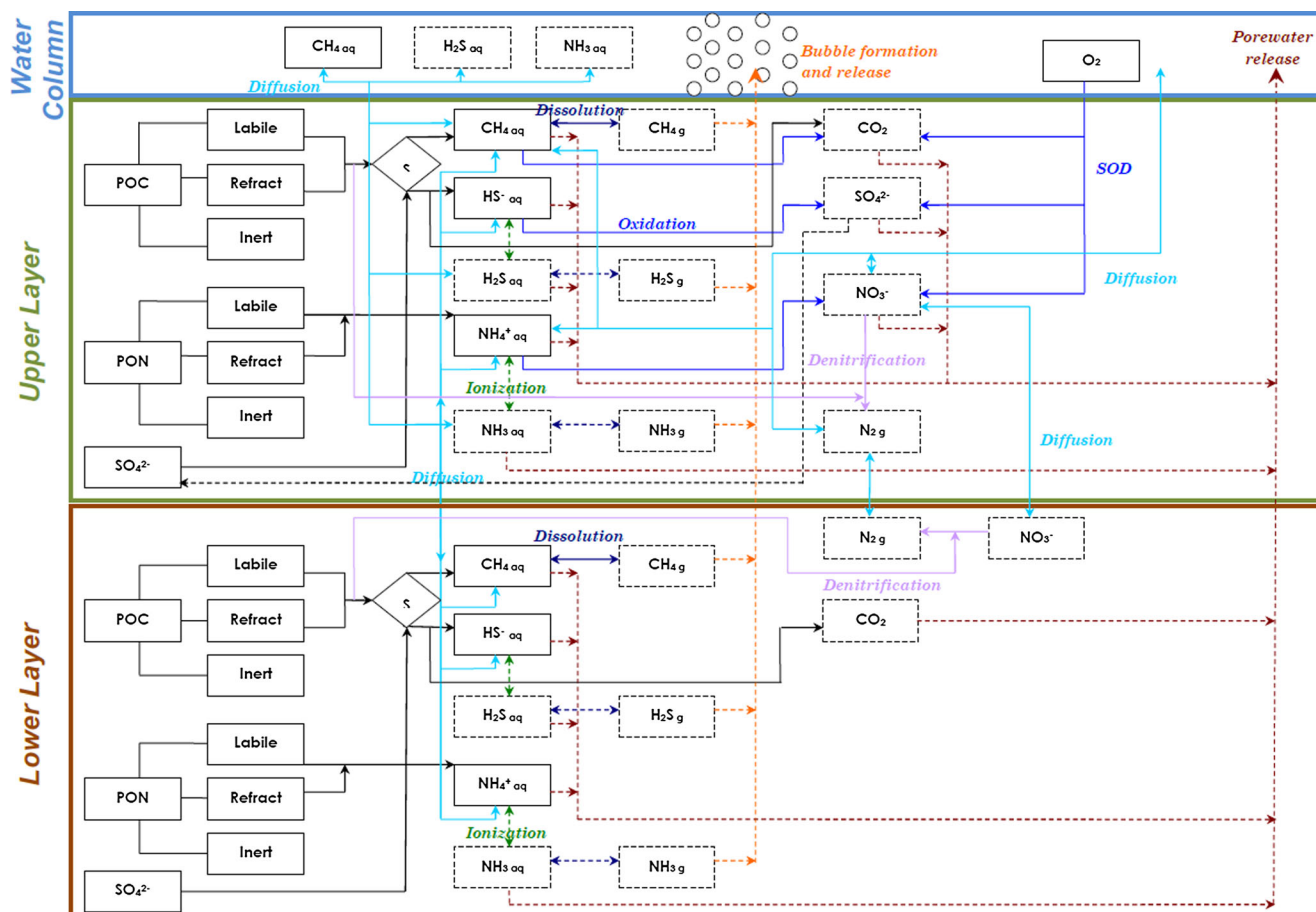 Water
Column
CH₄ aq
H₂S aq
NH₃ aq
Bubble formation
and release
O₂
Porewater
release
Diffusion
Upper Layer
Dissolution
Labile
CH₄ aq
CH₄ g
CO₂
POC
Refract
?
HS⁻ aq
SO₄²⁻
SOD
Inert
Oxidation
H₂S aq
H₂S g
Diffusion
Labile
NO₃⁻
NH₄⁺ aq
PON
Refract
Denitrification
Ionization
Inert
NH₃ aq
NH₃ g
N₂ g
Diffusion
SO₄²⁻
Diffusion
Lower Layer
Dissolution
N₂ g
NO₃⁻
Labile
CH₄ aq
CH₄ g
Denitrification
POC
Refract
?
HS⁻ aq
CO₂
Inert
H₂S aq
H₂S g
Labile
PON
Refract
NH₄⁺ aq
Ionization
Inert
NH₃ aq
NH₃ g
SO₄²⁻